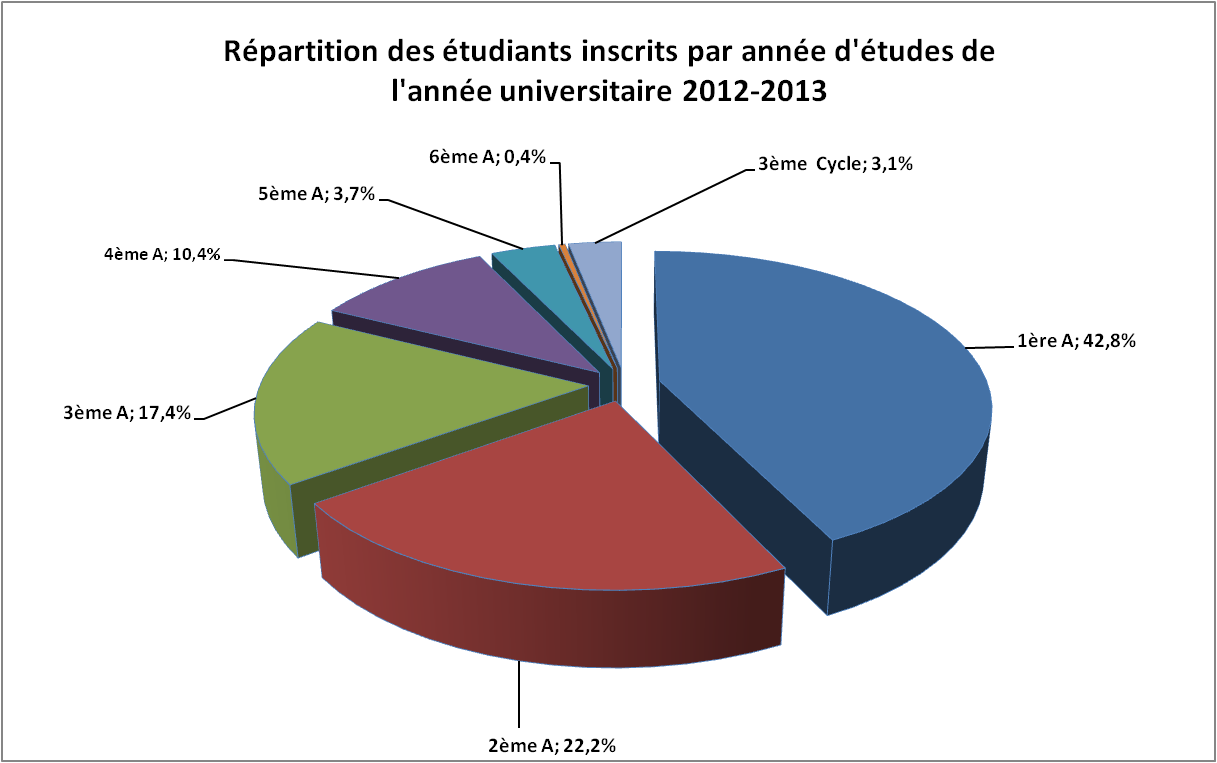 Répartition des étudiants inscrits par année d'études de
l'année universitaire 2012-2013
6ème A; 0,4%
3ème Cycle; 3,1%
5ème A; 3,7%
4ème A; 10,4%
1ère A; 42,8%
3ème A; 17,4%
2ème A; 22,2%